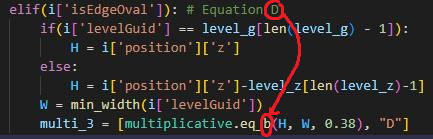 elif(i['isEdgeOval']): # Equation D
if(i['levelGuid'] == level_g[len(level_g) - 1]):
H = i['position']['z']
else:
H = i['position']['z']-level_z[len(level_z)-1]
W = min_width(i['levelGuid'])
multi_3 = [multiplicative.eq_b(H, W, 0.38), "D"]